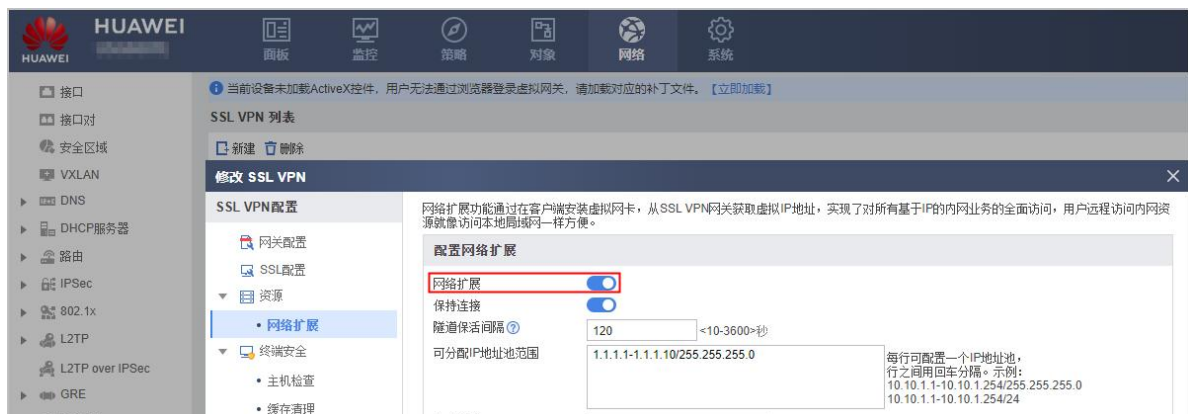 HUAWEI
HUAWEI
面板
监控
策略
对象
网络
系统
接口
接口对
安全区域
VXLAN
DNS
DHCP服务器
路由
IPSec
802.1x
L2TP
L2TP over IPSec
GRE
当前设备未加载ActiveX控件，用户无法通过浏览器登录虚拟网关，请加载对应的补丁文件。【立即加载】
SSL VPN 列表
新建 删除
修改 SSL VPN
SSL VPN配置
网关配置
SSL配置
资源
• 网络扩展
终端安全
• 主机检查
• 缓存清理
网络扩展功能通过在客户端安装虚拟网卡，从SSL VPN网关获取虚拟IP地址，实现了对所有基于IP的内网业务的全面访问，用户远程访问内网资
源就像访问本地局域网一样方便。
配置网络扩展
网络扩展
保持连接
隧道保活间隔 ? 120 <10-3600>秒
可分配IP地址池范围 1.1.1.1-1.1.1.10/255.255.255.0
每行可配置一个IP地址池，
行之间用回车分隔。示例：
10.10.1.1-10.10.1.254/255.255.255.0
10.10.1.1-10.10.1.254/24